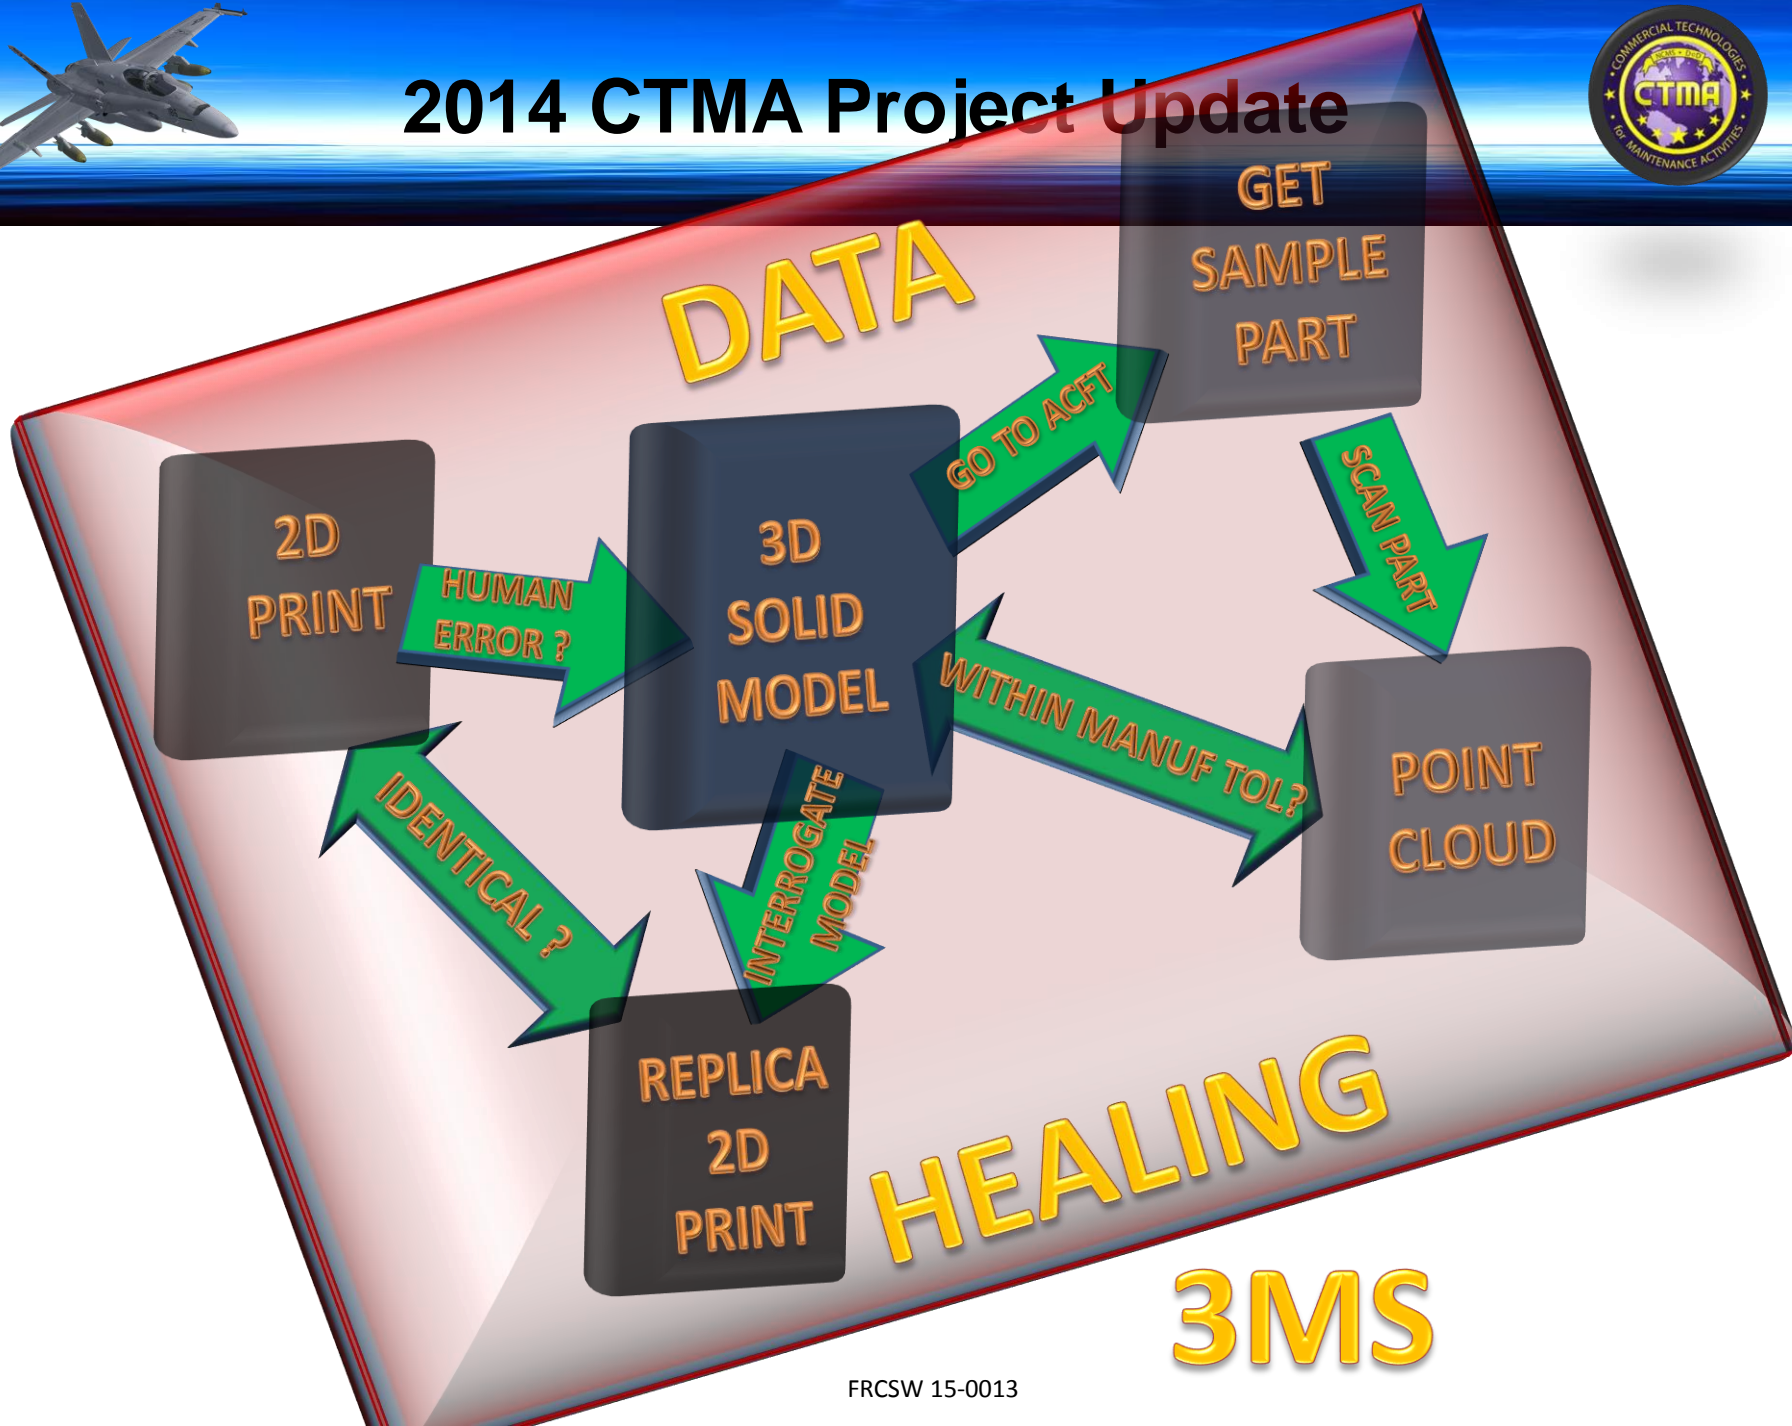 2014 CTMA Project Update
COMMERCIAL TECHNOLOGIES
NCMS • DoD
CTMA
for MAINTENANCE ACTIVITIES
DATA
GET
SAMPLE
PART
GO TO ACFT
SCAN PART
2D
PRINT
HUMAN
ERROR ?
3D
SOLID
MODEL
WITHIN MANUF TOL?
POINT
CLOUD
IDENTICAL ?
INTERROGATE
MODEL
REPLICA
2D
PRINT
HEALING
3MS
FRCSW 15-0013